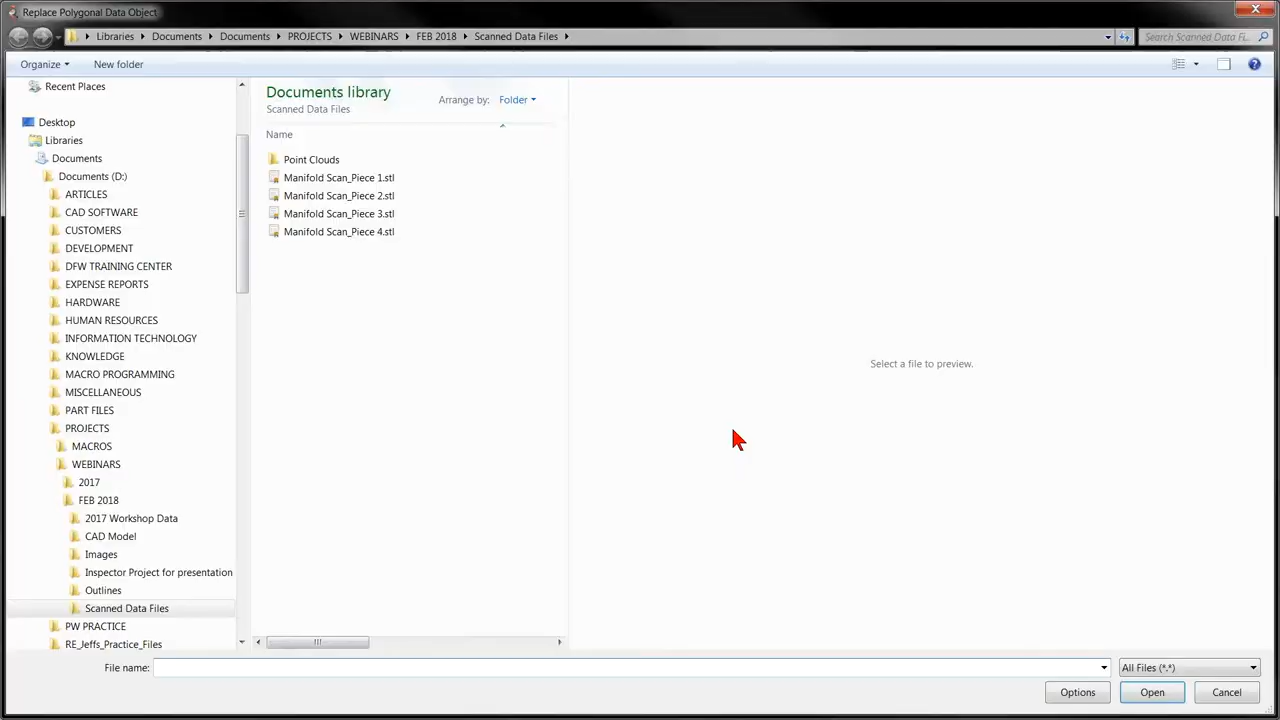 Replace Polygonal Data Object
Libraries Documents Documents PROJECTS WEBINARS FEB 2018 Scanned Data Files
Search Scanned Data Fi...
Organize New folder
Recent Places
Desktop
Libraries
Documents
Documents (D:)
ARTICLES
CAD SOFTWARE
CUSTOMERS
DEVELOPMENT
DFW TRAINING CENTER
EXPENSE REPORTS
HARDWARE
HUMAN RESOURCES
INFORMATION TECHNOLOGY
KNOWLEDGE
MACRO PROGRAMMING
MISCELLANEOUS
PART FILES
PROJECTS
MACROS
WEBINARS
2017
FEB 2018
2017 Workshop Data
CAD Model
Images
Inspector Project for presentation
Outlines
Scanned Data Files
PW PRACTICE
RE_Jeffs_Practice_Files
Documents library
Scanned Data Files
Arrange by: Folder
Name
Point Clouds
Manifold Scan_Piece 1.stl
Manifold Scan_Piece 2.stl
Manifold Scan_Piece 3.stl
Manifold Scan_Piece 4.stl
Select a file to preview.
File name:
All Files (*.*)
Options Open Cancel